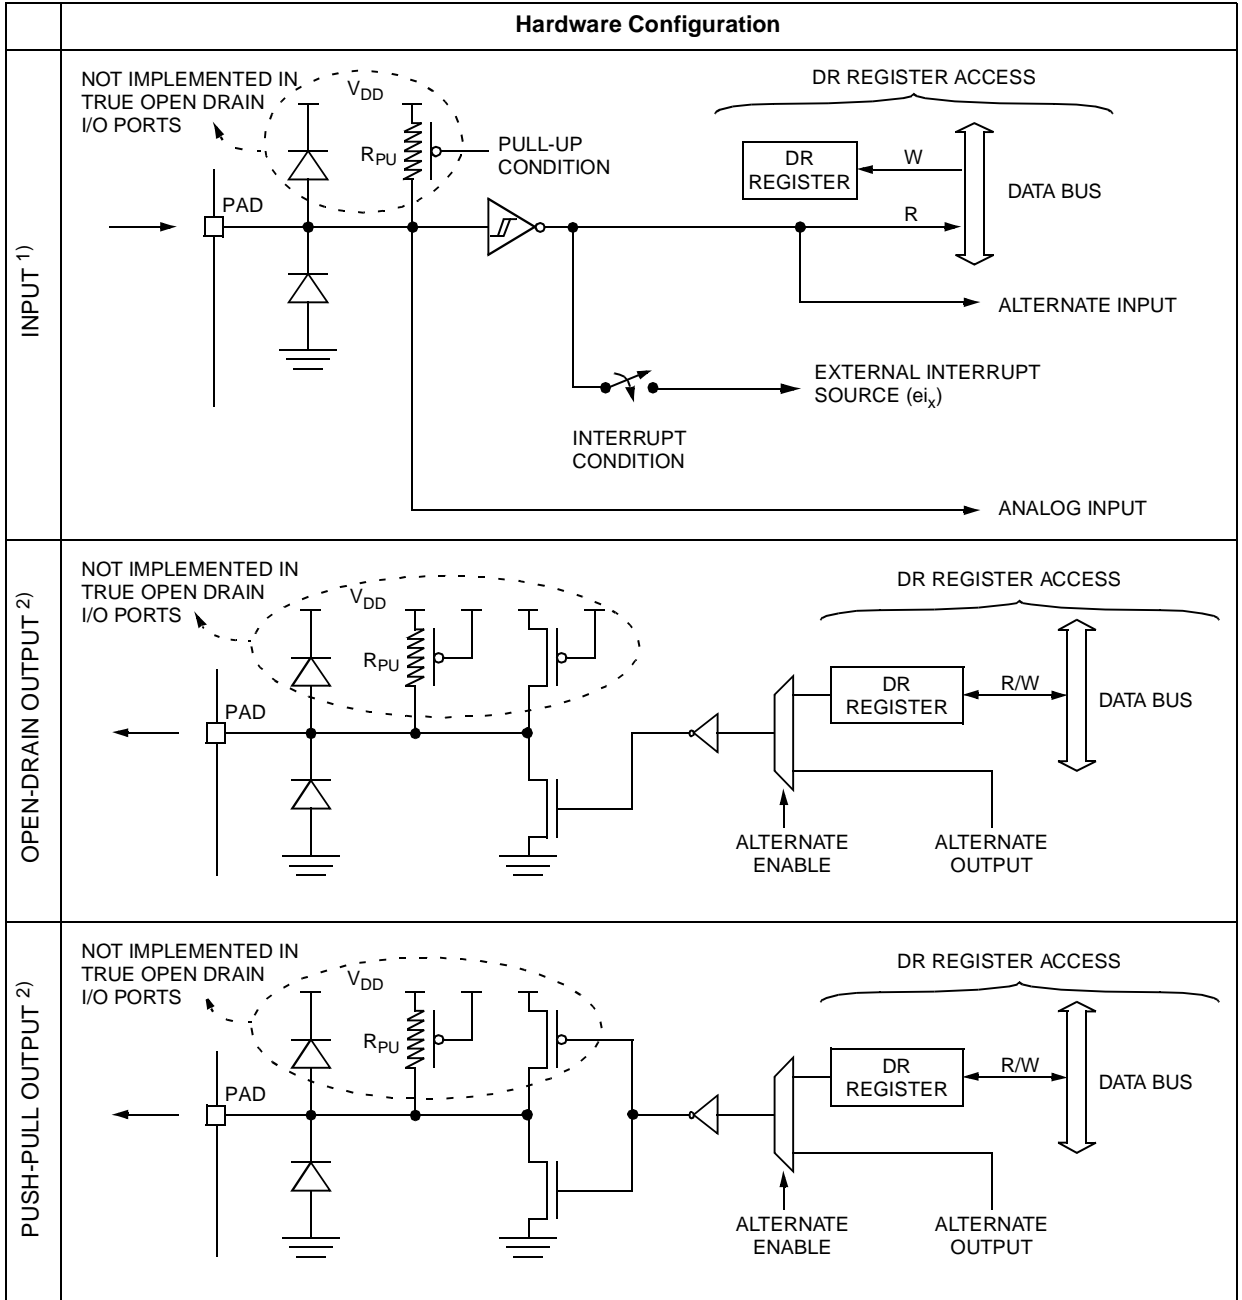 Hardware Configuration
INPUT 1)
NOT IMPLEMENTED IN
TRUE OPEN DRAIN
I/O PORTS
VDD
RPU
PULL-UP
CONDITION
PAD
DR REGISTER ACCESS
DR
REGISTER
W
R
DATA BUS
ALTERNATE INPUT
EXTERNAL INTERRUPT
SOURCE (eix)
INTERRUPT
CONDITION
ANALOG INPUT
OPEN-DRAIN OUTPUT 2)
NOT IMPLEMENTED IN
TRUE OPEN DRAIN
I/O PORTS
VDD
RPU
PAD
DR REGISTER ACCESS
DR
REGISTER
R/W
DATA BUS
ALTERNATE
ENABLE
ALTERNATE
OUTPUT
PUSH-PULL OUTPUT 2)
NOT IMPLEMENTED IN
TRUE OPEN DRAIN
I/O PORTS
VDD
RPU
PAD
DR REGISTER ACCESS
DR
REGISTER
R/W
DATA BUS
ALTERNATE
ENABLE
ALTERNATE
OUTPUT